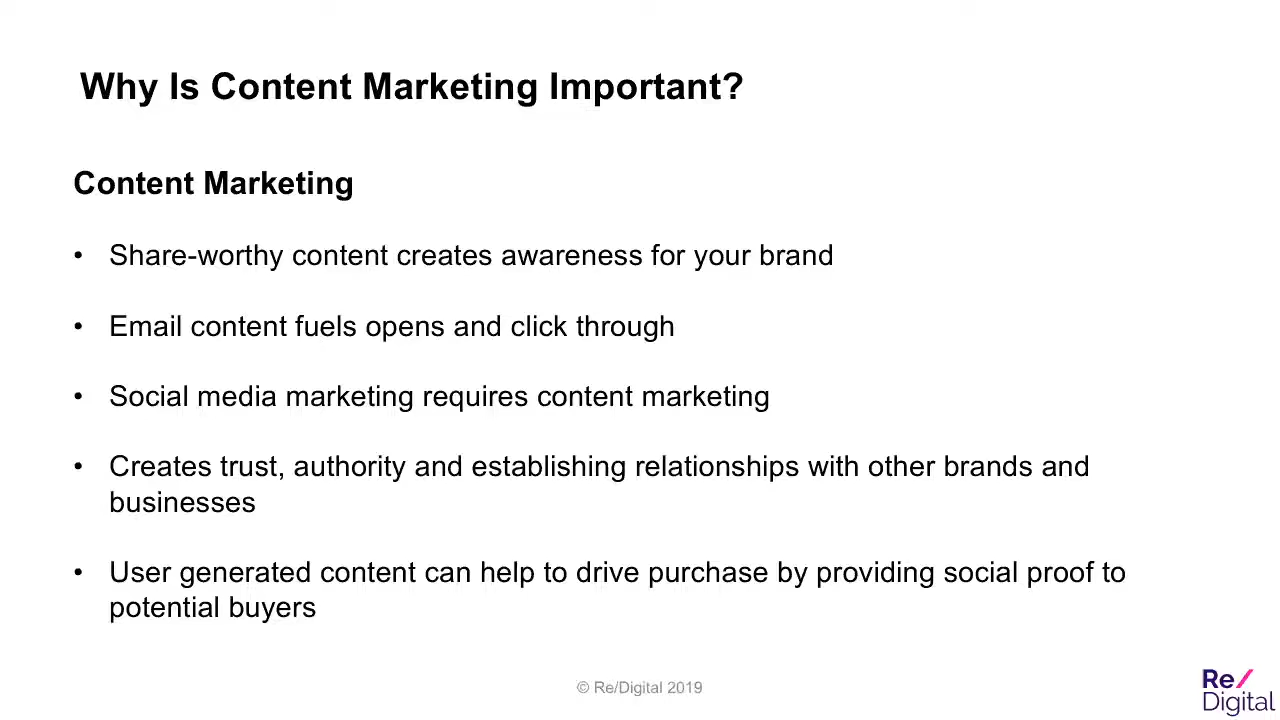 Why Is Content Marketing Important?
Content Marketing
• Share-worthy content creates awareness for your brand
• Email content fuels opens and click through
• Social media marketing requires content marketing
• Creates trust, authority and establishing relationships with other brands and
businesses
• User generated content can help to drive purchase by providing social proof to
potential buyers
© Re/Digital 2019
Re/
Digital